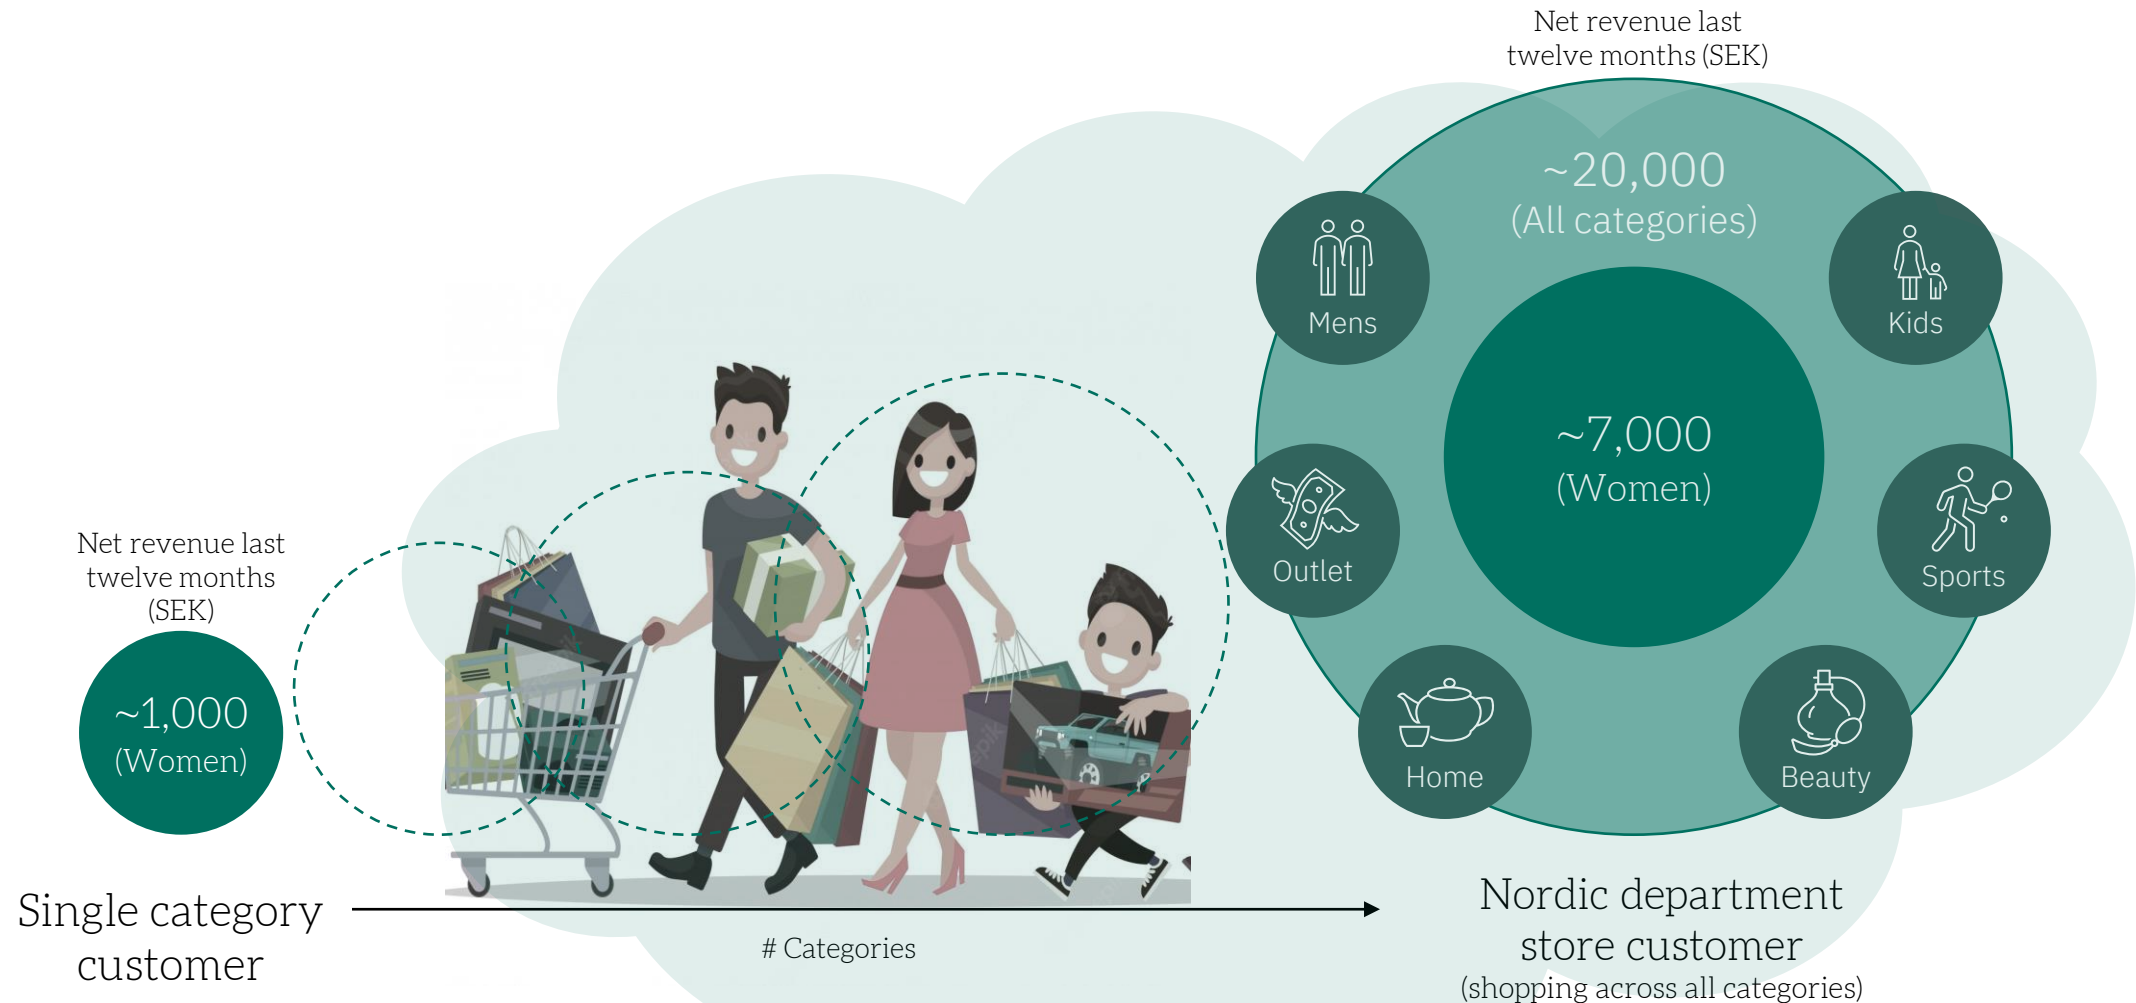 Net revenue last
twelve months (SEK)
~20,000
(All categories)
Mens
Kids
~7,000
(Women)
Outlet
Sports
Home
Beauty
Net revenue last
twelve months
(SEK)
~1,000
(Women)
Single category
customer
# Categories
Nordic department
store customer
(shopping across all categories)